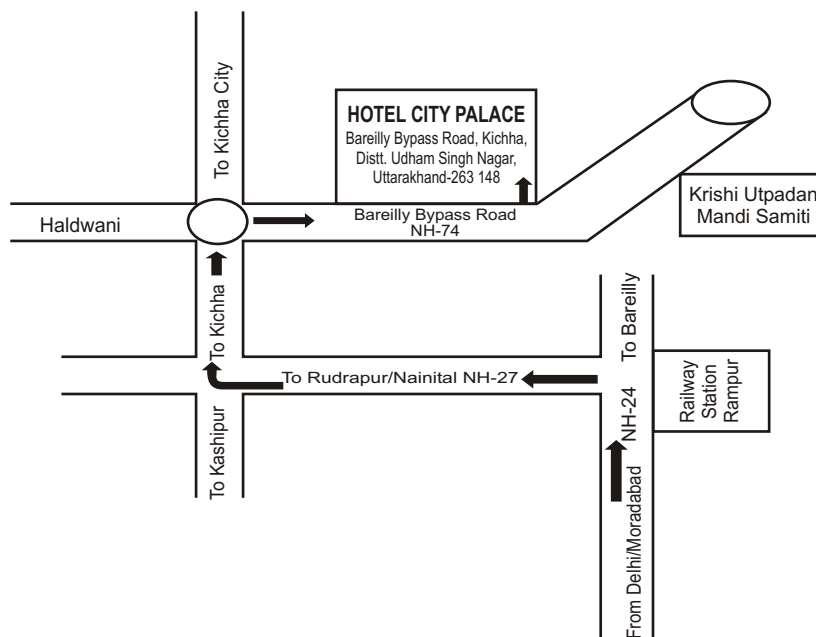 To Kichha City
HOTEL CITY PALACE
Bareilly Bypass Road, Kichha,
Distt. Udham Singh Nagar,
Uttarakhand-263 148
Krishi Utpadan
Mandi Samiti
Haldwani
Bareilly Bypass Road
NH-74
To Kichha
To Bareilly
To Rudrapur/Nainital NH-27
NH-24
Railway
Station
Rampur
To Kashipur
From Delhi/Moradabad